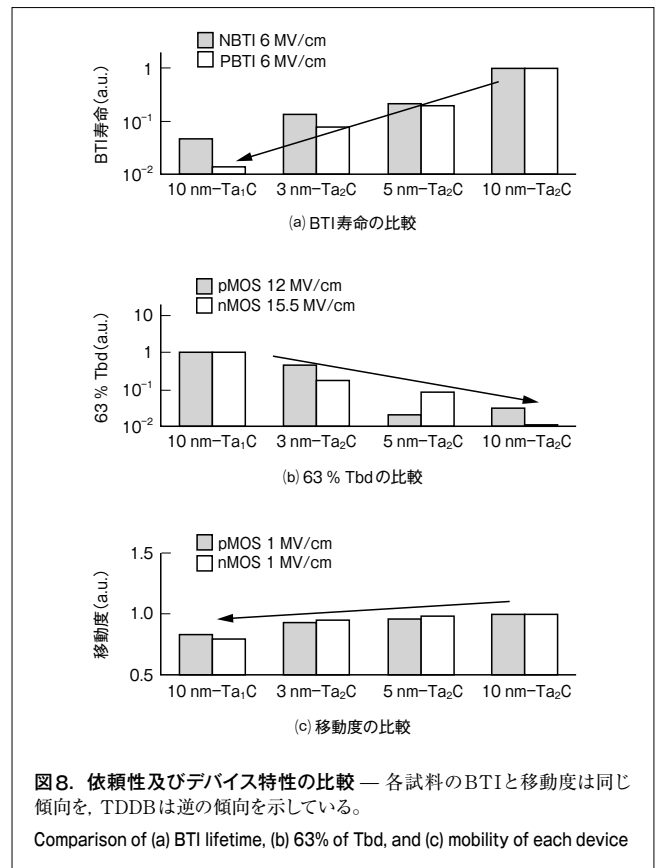 NBTI 6 MV/cm
PBTI 6 MV/cm
BTI寿命(a.u.)
1
10⁻¹
10⁻²
10 nm–Ta₁C 3 nm–Ta₂C 5 nm–Ta₂C 10 nm–Ta₂C
(a) BTI寿命の比較
pMOS 12 MV/cm
nMOS 15.5 MV/cm
63 % Tbd(a.u.)
10
1
10⁻¹
10⁻²
10 nm–Ta₁C 3 nm–Ta₂C 5 nm–Ta₂C 10 nm–Ta₂C
(b) 63 % Tbdの比較
pMOS 1 MV/cm
nMOS 1 MV/cm
移動度(a.u.)
1.5
1.0
0.5
10 nm–Ta₁C 3 nm–Ta₂C 5 nm–Ta₂C 10 nm–Ta₂C
(c) 移動度の比較
図8. 依頼性及びデバイス特性の比較 — 各試料のBTIと移動度は同じ
傾向を, TDDBは逆の傾向を示している。
Comparison of (a) BTI lifetime, (b) 63% of Tbd, and (c) mobility of each device